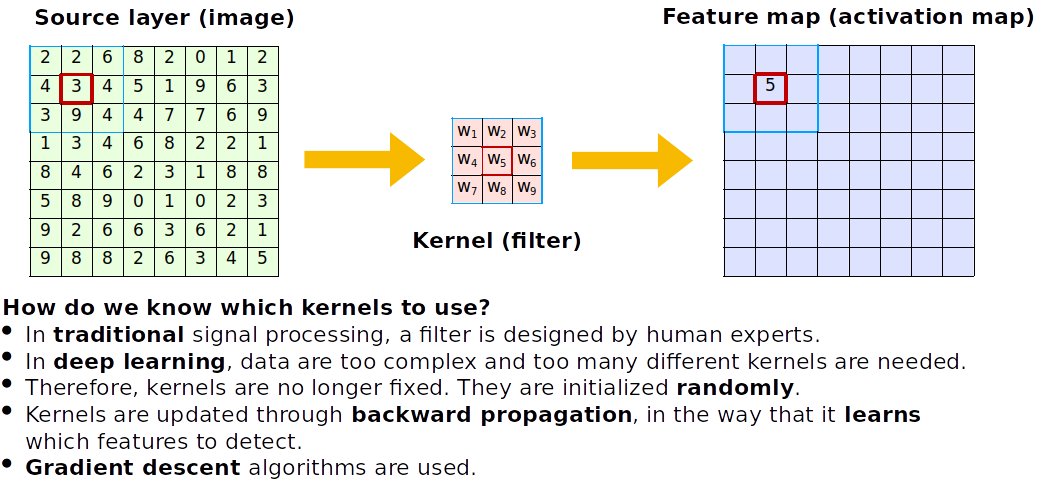 Source layer (image)
Feature map (activation map)
2 2 6 8 2 0 1 2
4 3 4 5 1 9 6 3
3 9 4 4 7 7 6 9
1 3 4 6 8 2 2 1
8 4 6 2 3 1 8 8
5 8 9 0 1 0 2 3
9 2 6 6 3 6 2 1
9 8 8 2 6 3 4 5
w₁ w₂ w₃
w₄ w₅ w₆
w₇ w₈ w₉
Kernel (filter)
5
How do we know which kernels to use?
• In traditional signal processing, a filter is designed by human experts.
• In deep learning, data are too complex and too many different kernels are needed.
• Therefore, kernels are no longer fixed. They are initialized randomly.
• Kernels are updated through backward propagation, in the way that it learns
which features to detect.
• Gradient descent algorithms are used.